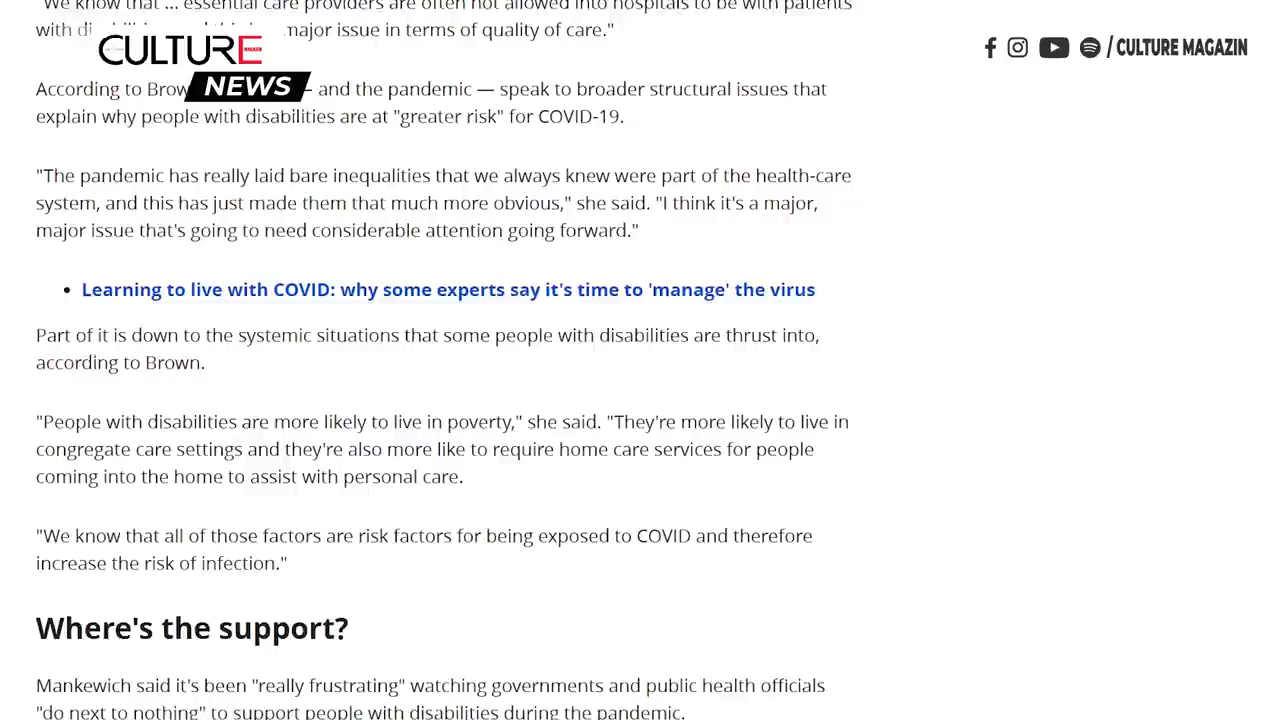 "We know that ... essential care providers are often not allowed into hospitals to be with patients
with major issue in terms of quality of care."
CULTURE
NEWS
/ CULTURE MAGAZIN
According to Brow — and the pandemic — speak to broader structural issues that
explain why people with disabilities are at "greater risk" for COVID-19.
"The pandemic has really laid bare inequalities that we always knew were part of the health-care
system, and this has just made them that much more obvious," she said. "I think it's a major,
major issue that's going to need considerable attention going forward."
• Learning to live with COVID: why some experts say it's time to 'manage' the virus
Part of it is down to the systemic situations that some people with disabilities are thrust into,
according to Brown.
"People with disabilities are more likely to live in poverty," she said. "They're more likely to live in
congregate care settings and they're also more like to require home care services for people
coming into the home to assist with personal care.
"We know that all of those factors are risk factors for being exposed to COVID and therefore
increase the risk of infection."
Where's the support?
Mankewich said it's been "really frustrating" watching governments and public health officials
"do next to nothing" to support people with disabilities during the pandemic.